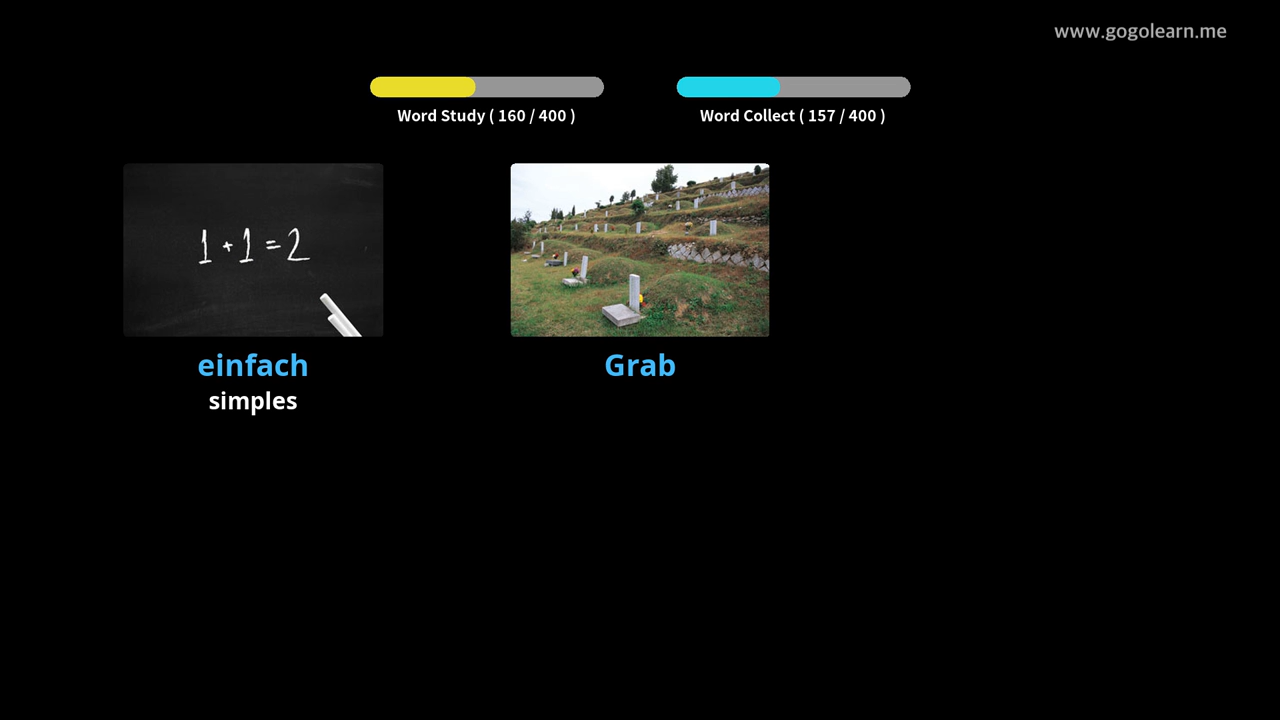 www.gogolearn.me
Word Study ( 160 / 400 )
Word Collect ( 157 / 400 )
1 + 1 = 2
einfach
simples
Grab